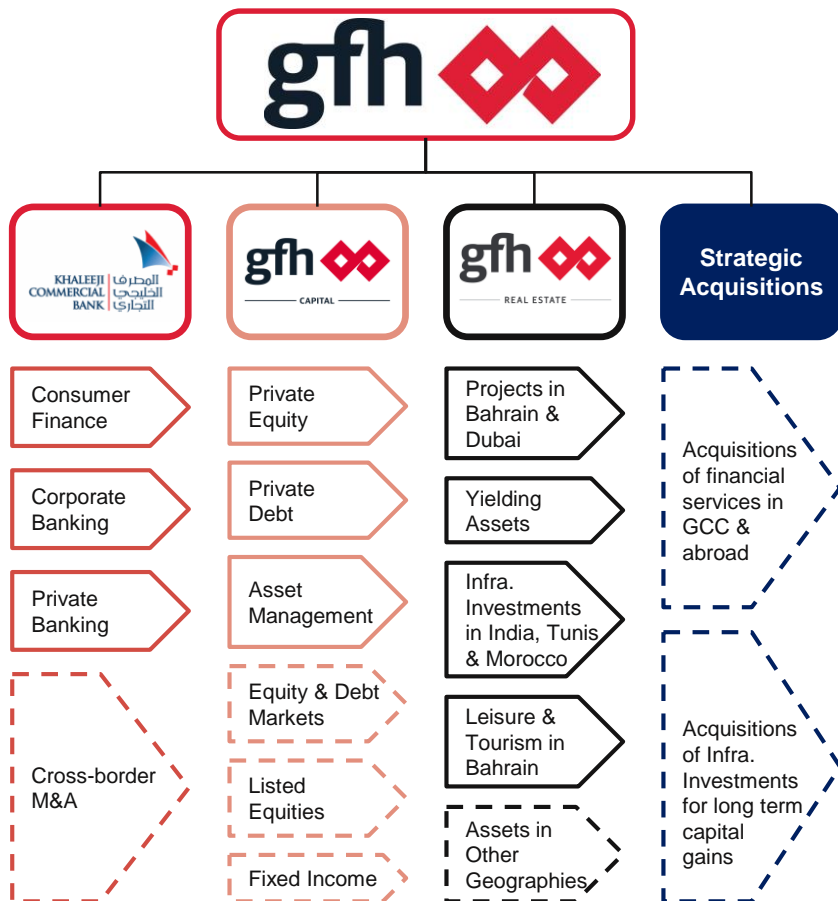 gfh
KHALEEJI
COMMERCIAL
BANK
المصرف
الخليجي
التجاري
gfh
CAPITAL
gfh
REAL ESTATE
Strategic
Acquisitions
Consumer
Finance
Corporate
Banking
Private
Banking
Cross-border
M&A
Private
Equity
Private
Debt
Asset
Management
Equity & Debt
Markets
Listed
Equities
Fixed Income
Projects in
Bahrain &
Dubai
Yielding
Assets
Infra.
Investments
in India, Tunis
& Morocco
Leisure &
Tourism in
Bahrain
Assets in
Other
Geographies
Acquisitions
of financial
services in
GCC &
abroad
Acquisitions
of Infra.
Investments
for long term
capital
gains